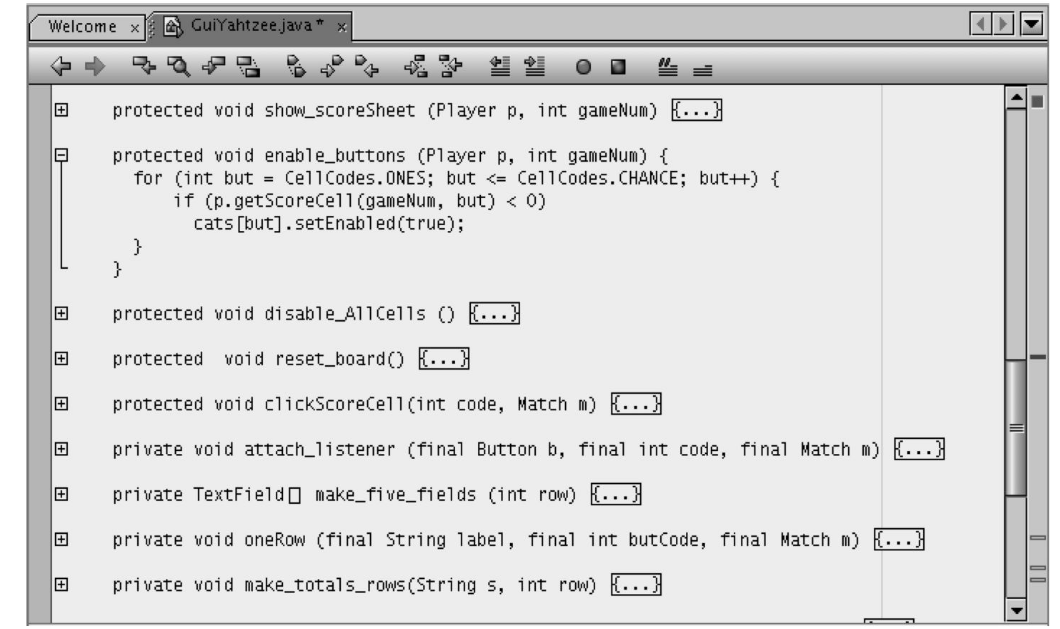 Welcome x GuiYahtzee.java * x
protected void show_scoreSheet (Player p, int gameNum) {...}
protected void enable_buttons (Player p, int gameNum) {
for (int but = CellCodes.ONES; but <= CellCodes.CHANCE; but++) {
if (p.getScoreCell(gameNum, but) < 0)
cats[but].setEnabled(true);
}
}
protected void disable_AllCells () {...}
protected  void reset_board() {...}
protected void clickScoreCell(int code, Match m) {...}
private void attach_listener (final Button b, final int code, final Match m) {...}
private TextField[] make_five_fields (int row) {...}
private void oneRow (final String label, final int butCode, final Match m) {...}
private void make_totals_rows(String s, int row) {...}